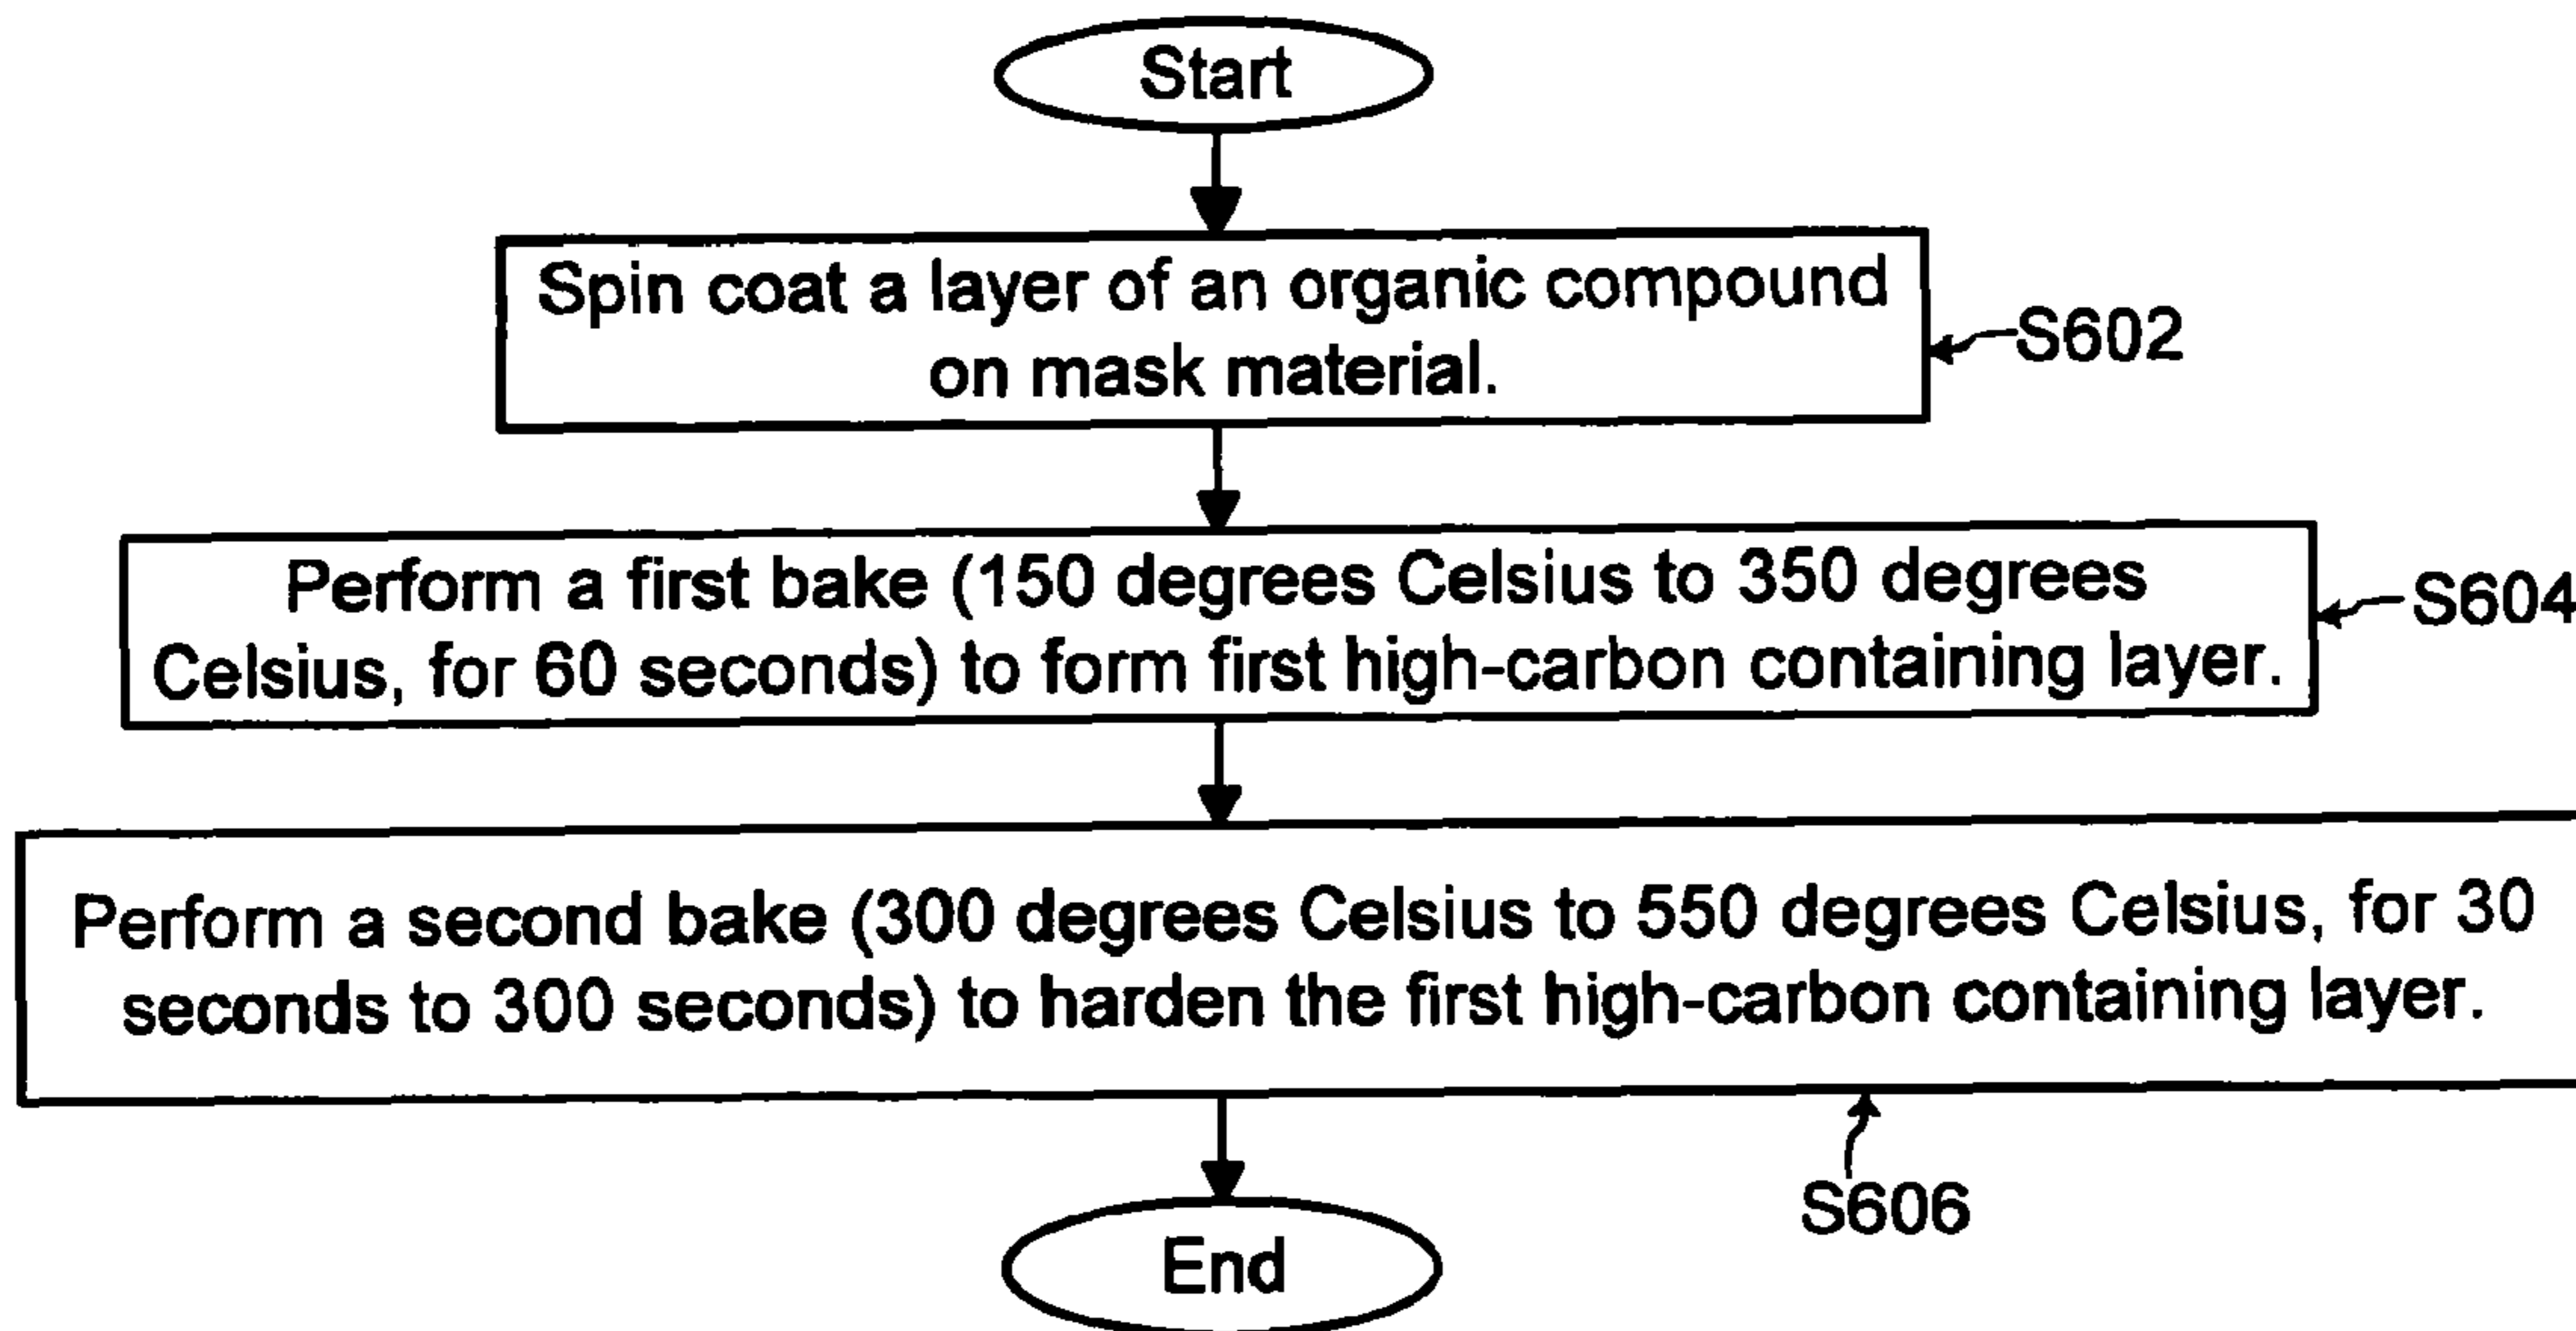 Start
Spin coat a layer of an organic compound
on mask material.
S602
Perform a first bake (150 degrees Celsius to 350 degrees
Celsius, for 60 seconds) to form first high-carbon containing layer.
S604
Perform a second bake (300 degrees Celsius to 550 degrees Celsius, for 30
seconds to 300 seconds) to harden the first high-carbon containing layer.
S606
End